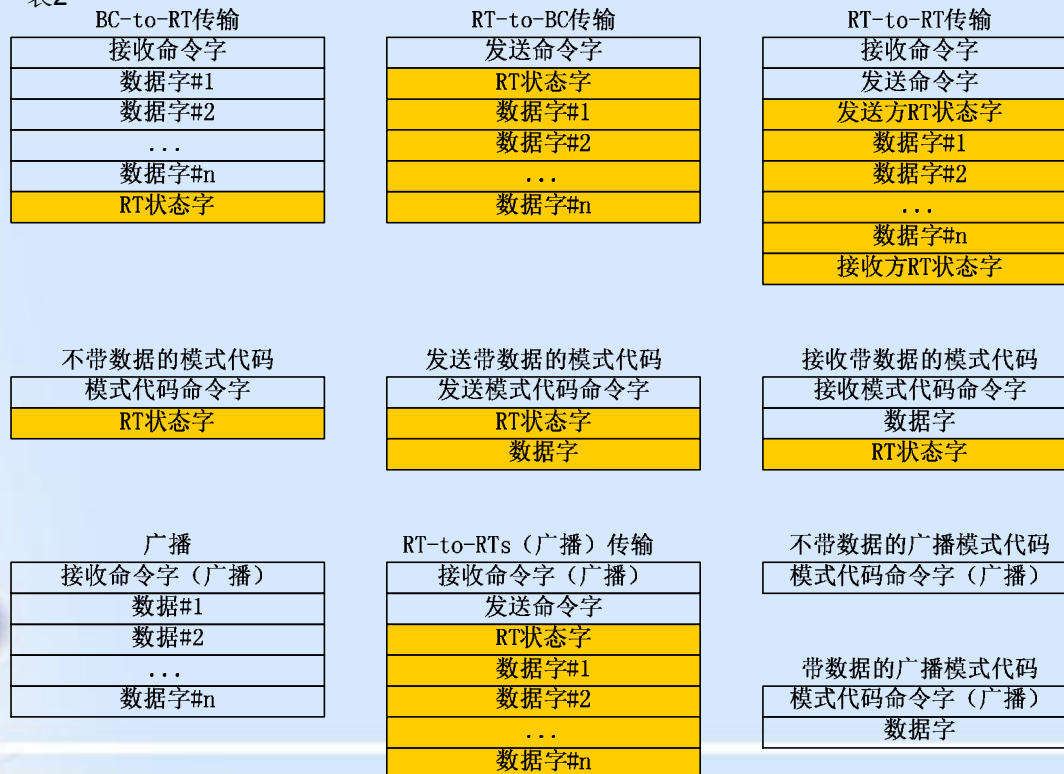 表2
BC-to-RT传输
接收命令字
数据字#1
数据字#2
...
数据字#n
RT状态字
RT-to-BC传输
发送命令字
RT状态字
数据字#1
数据字#2
...
数据字#n
RT-to-RT传输
接收命令字
发送命令字
发送方RT状态字
数据字#1
数据字#2
...
数据字#n
接收方RT状态字
不带数据的模式代码
模式代码命令字
RT状态字
发送带数据的模式代码
发送模式代码命令字
RT状态字
数据字
接收带数据的模式代码
接收模式代码命令字
数据字
RT状态字
广播
接收命令字（广播）
数据#1
数据#2
...
数据字#n
RT-to-RTs（广播）传输
接收命令字（广播）
发送命令字
RT状态字
数据字#1
数据字#2
...
数据字#n
不带数据的广播模式代码
模式代码命令字（广播）
带数据的广播模式代码
模式代码命令字（广播）
数据字